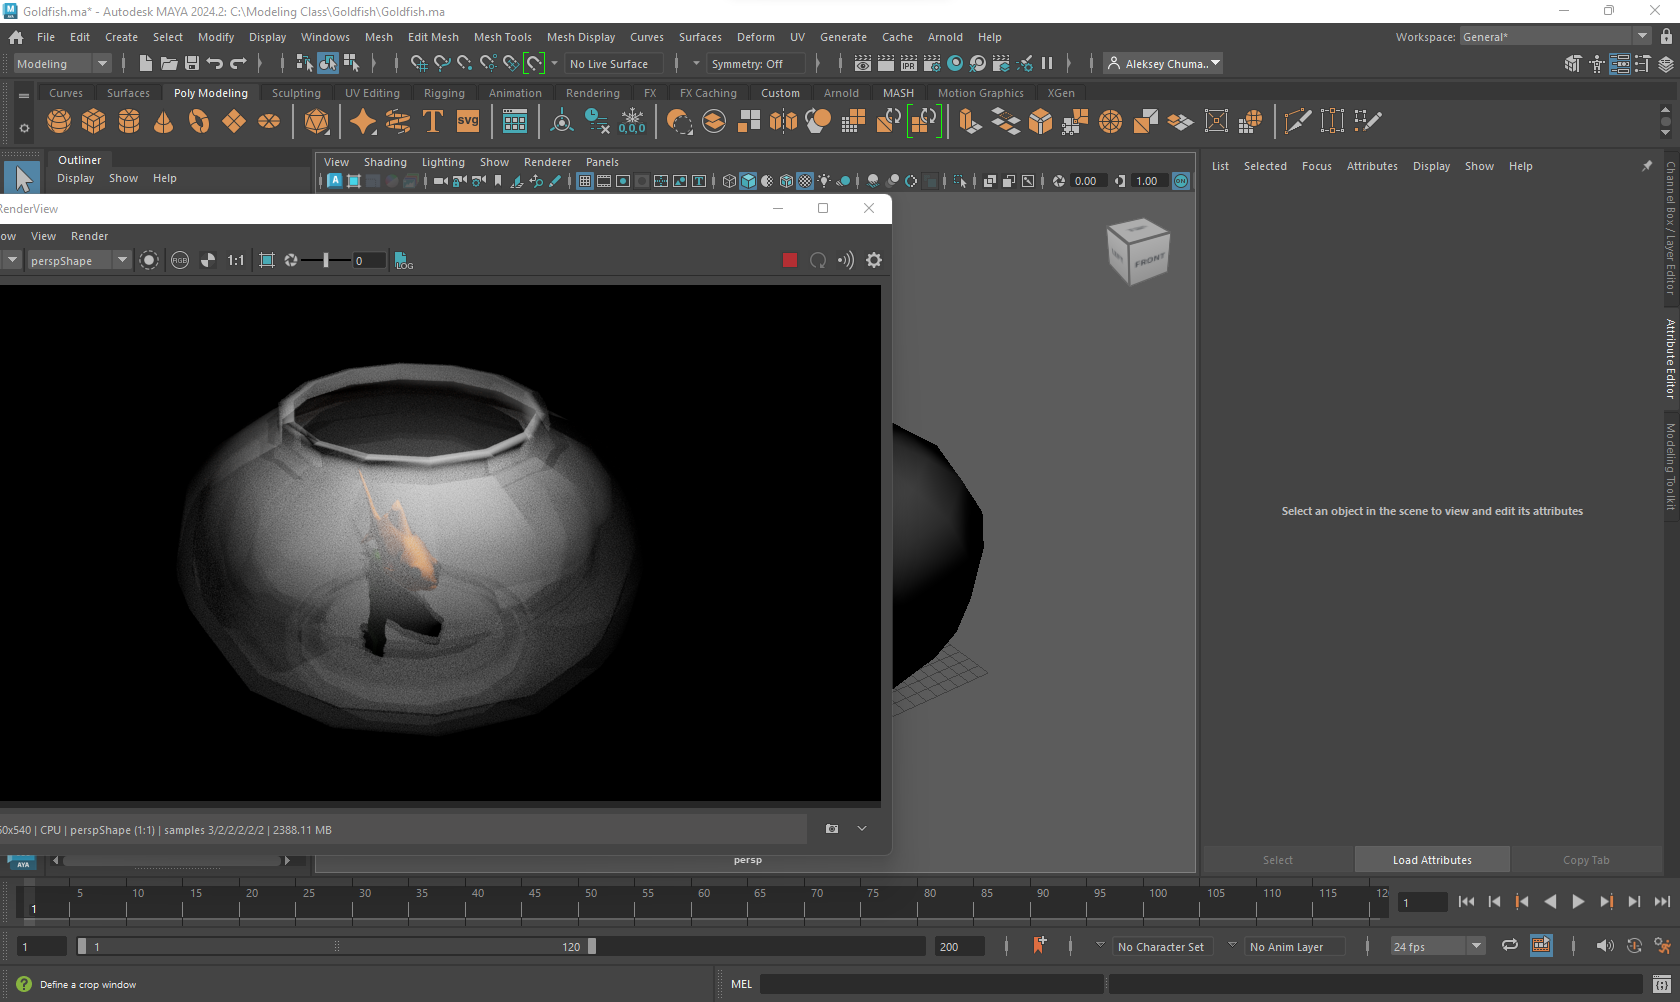 Goldfish.ma* - Autodesk MAYA 2024.2: C:\Modeling Class\Goldfish\Goldfish.ma
File Edit Create Select Modify Display Windows Mesh Edit Mesh Mesh Tools Mesh Display Curves Surfaces Deform UV Generate Cache Arnold Help Workspace: General*
Modeling No Live Surface Symmetry: Off Aleksey Chuma..
Curves Surfaces Poly Modeling Sculpting UV Editing Rigging Animation Rendering FX FX Caching Custom Arnold MASH Motion Graphics XGen
svg 0,0,0
Outliner
Display Show Help
View Shading Lighting Show Renderer Panels
0.00 1.00
List Selected Focus Attributes Display Show Help
RenderView
ow View Render
perspShape RGB 1:1 0 LOG
FRONT
Channel Box / Layer Editor
Attribute Editor
Modeling Toolkit
Select an object in the scene to view and edit its attributes
60x540 | CPU | perspShape (1:1) | samples 3/2/2/2/2/2 | 2388.11 MB
AYA
persp
Select Load Attributes Copy Tab
5 10 15 20 25 30 35 40 45 50 55 60 65 70 75 80 85 90 95 100 105 110 115 12
1 1
1 1 120 200 No Character Set No Anim Layer 24 fps
Define a crop window MEL